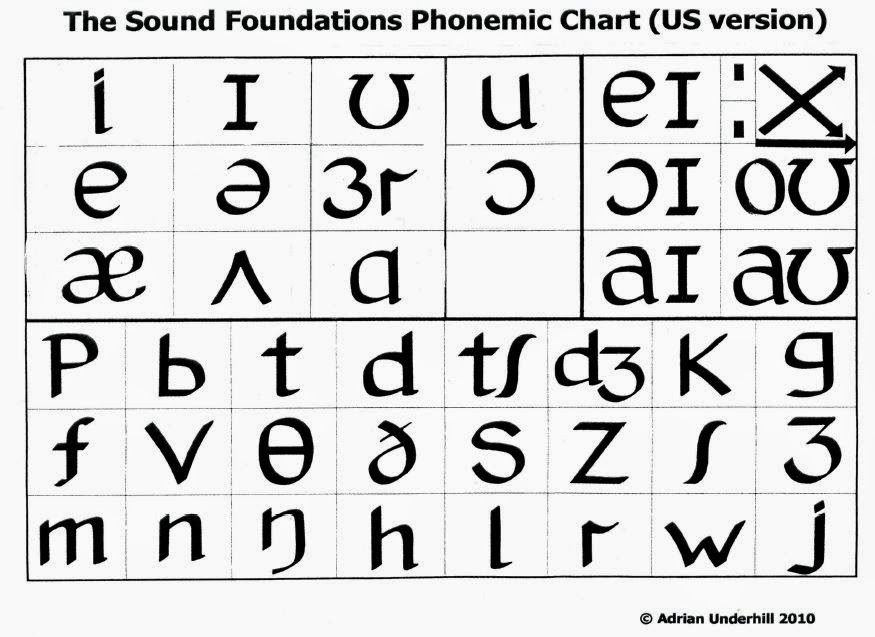 The Sound Foundations Phonemic Chart (US version)
i ɪ ʊ u eɪ ː
e ə ɜr ɔ ɔɪ oʊ
æ ʌ ɑ aɪ aʊ
p b t d tʃ dʒ k g
f v θ ð s z ʃ ʒ
m n ŋ h l r w j
© Adrian Underhill 2010